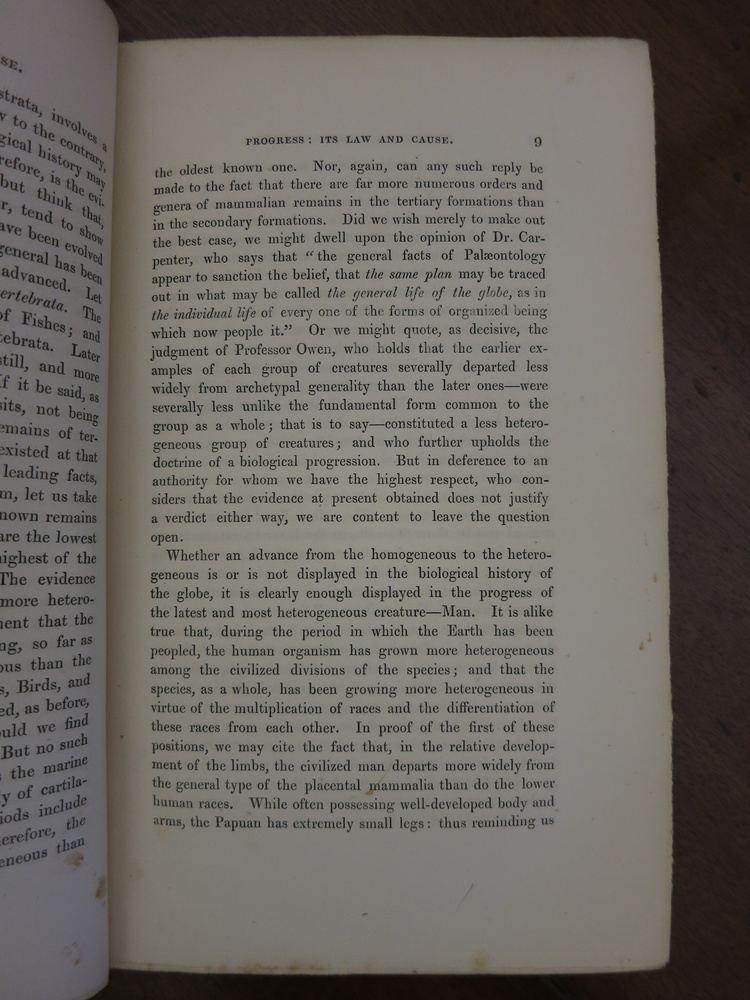 SE.
strata, involves a
to the contrary,
gical history may
refore, is the evi-
but think that,
r, tend to show
ave been evolved
general has been
advanced. Let
ertebrata. The
of Fishes; and
tebrata. Later
still, and more
if it be said, as
sits, not being
emains of ter-
existed at that
leading facts,
m, let us take
nown remains
are the lowest
ighest of the
The evidence
more hetero-
ment that the
ng, so far as
ous than the
s, Birds, and
ed, as before,
ould we find
But no such
the marine
y of cartila-
iods include
erefore, the
eneous than
PROGRESS: ITS LAW AND CAUSE. 9
the oldest known one. Nor, again, can any such reply be
made to the fact that there are far more numerous orders and
genera of mammalian remains in the tertiary formations than
in the secondary formations. Did we wish merely to make out
the best case, we might dwell upon the opinion of Dr. Car-
penter, who says that "the general facts of Palæontology
appear to sanction the belief, that the same plan may be traced
out in what may be called the general life of the globe, as in
the individual life of every one of the forms of organized being
which now people it." Or we might quote, as decisive, the
judgment of Professor Owen, who holds that the earlier ex-
amples of each group of creatures severally departed less
widely from archetypal generality than the later ones—were
severally less unlike the fundamental form common to the
group as a whole; that is to say—constituted a less hetero-
geneous group of creatures; and who further upholds the
doctrine of a biological progression. But in deference to an
authority for whom we have the highest respect, who con-
siders that the evidence at present obtained does not justify
a verdict either way, we are content to leave the question
open.
Whether an advance from the homogeneous to the hetero-
geneous is or is not displayed in the biological history of
the globe, it is clearly enough displayed in the progress of
the latest and most heterogeneous creature—Man. It is alike
true that, during the period in which the Earth has been
peopled, the human organism has grown more heterogeneous
among the civilized divisions of the species; and that the
species, as a whole, has been growing more heterogeneous in
virtue of the multiplication of races and the differentiation of
these races from each other. In proof of the first of these
positions, we may cite the fact that, in the relative develop-
ment of the limbs, the civilized man departs more widely from
the general type of the placental mammalia than do the lower
human races. While often possessing well-developed body and
arms, the Papuan has extremely small legs: thus reminding us